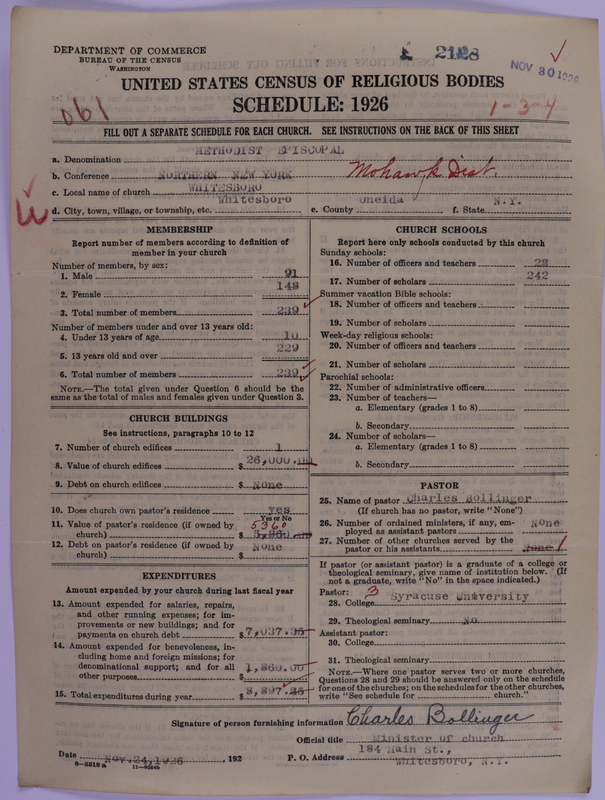 DEPARTMENT OF COMMERCE
BUREAU OF THE CENSUS
WASHINGTON
2128
NOV 30 1926
UNITED STATES CENSUS OF RELIGIOUS BODIES
SCHEDULE: 1926
061
1-3-4
FILL OUT A SEPARATE SCHEDULE FOR EACH CHURCH. SEE INSTRUCTIONS ON THE BACK OF THIS SHEET
a. Denomination METHODIST EPISCOPAL
b. Conference NORTHERN NEW YORK Mohawk Dist.
c. Local name of church WHITESBORO
d. City, town, village, or township, etc. Whitesboro e. County Oneida f. State N.Y.
MEMBERSHIP
Report number of members according to definition of member in your church
Number of members, by sex:
1. Male 91
2. Female 148
3. Total number of members 239
Number of members under and over 13 years old:
4. Under 13 years of age 10
5. 13 years old and over 229
6. Total number of members 239
NOTE.—The total given under Question 6 should be the same as the total of males and females given under Question 3.
CHURCH BUILDINGS
See instructions, paragraphs 10 to 12
7. Number of church edifices 1
8. Value of church edifices $26,000.00
9. Debt on church edifices $None
10. Does church own pastor's residence yes
Yes or No
11. Value of pastor's residence (if owned by church) $ 5360
12. Debt on pastor's residence (if owned by church) $None
EXPENDITURES
Amount expended by your church during last fiscal year
13. Amount expended for salaries, repairs, and other running expenses; for improvements or new buildings; and for payments on church debt $7,037.25
14. Amount expended for benevolences, including home and foreign missions; for denominational support; and for all other purposes $1,860.00
15. Total expenditures during year $8,897.25
CHURCH SCHOOLS
Report here only schools conducted by this church
Sunday schools:
16. Number of officers and teachers 23
17. Number of scholars 242
Summer vacation Bible schools:
18. Number of officers and teachers
19. Number of scholars
Week-day religious schools:
20. Number of officers and teachers
21. Number of scholars
Parochial schools:
22. Number of administrative officers
23. Number of teachers—
a. Elementary (grades 1 to 8)
b. Secondary
24. Number of scholars—
a. Elementary (grades 1 to 8)
b. Secondary
PASTOR
25. Name of pastor Charles Bollinger
(If church has no pastor, write "None")
26. Number of ordained ministers, if any, employed as assistant pastors None
27. Number of other churches served by the pastor or his assistants None 1
If pastor (or assistant pastor) is a graduate of a college or theological seminary, give name of institution below. (If not a graduate, write "No" in the space indicated.)
Pastor: 3
28. College Syracuse University
29. Theological seminary No
Assistant pastor:
30. College
31. Theological seminary
NOTE.—Where one pastor serves two or more churches, Questions 28 and 29 should be answered only on the schedule for one of the churches; on the schedules for the other churches, write "See schedule for church."
Signature of person furnishing information Charles Bollinger
Official title Minister of church
Date Nov.24,1926 , 192 P. O. Address 184 Main St.,
Whitesboro, N.Y.
8—5518 a 11—9054b